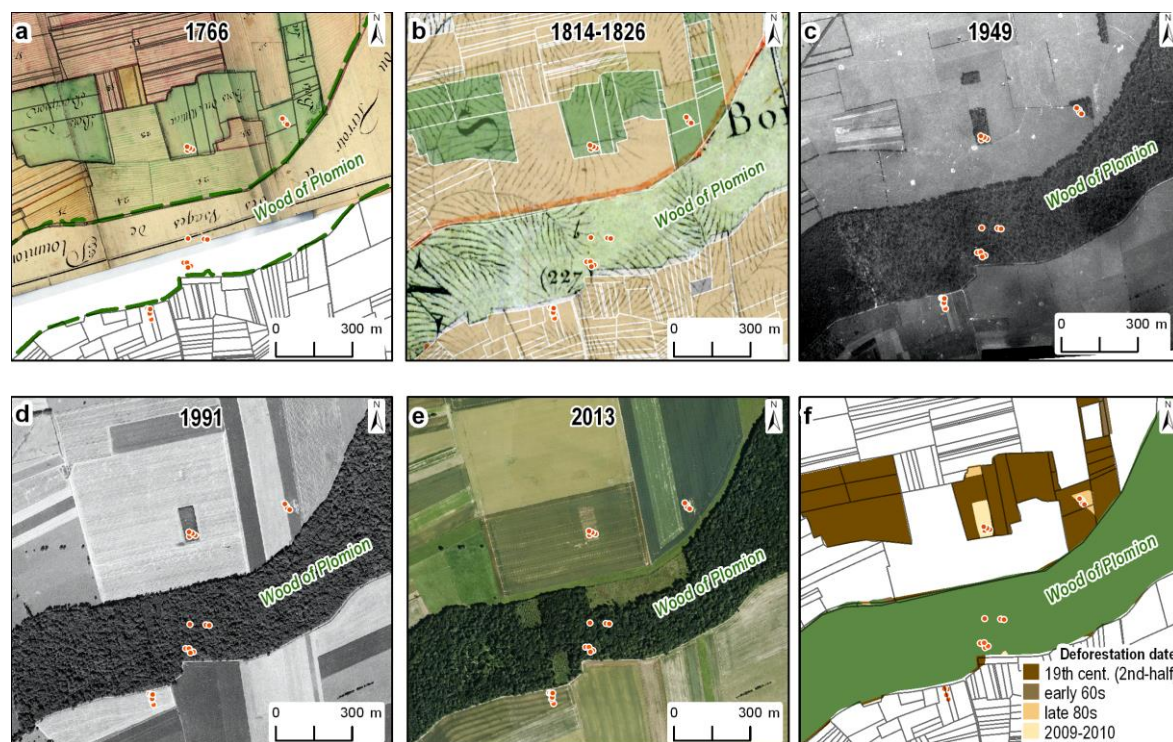 a 1766 N
b 1814-1826 N
c 1949 N
Wood of Plomion
Wood of Plomion
Wood of Plomion
Bor
(227)
0 300 m
0 300 m
0 300 m
d 1991 N
e 2013 N
f N
Wood of Plomion
Wood of Plomion
Wood of Plomion
0 300 m
0 300 m
Deforestation date
19th cent. (2nd-half
early 60s
late 80s
2009-2010